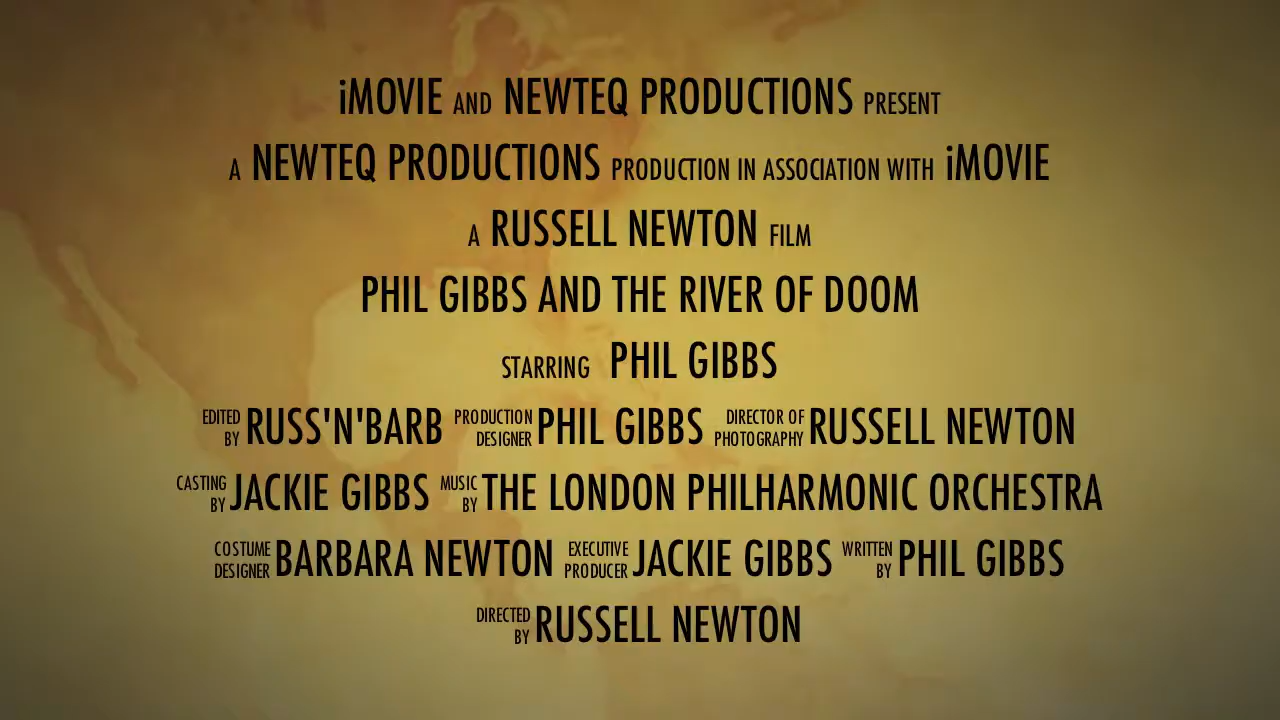 iMOVIE AND NEWTEQ PRODUCTIONS PRESENT
A NEWTEQ PRODUCTIONS PRODUCTION IN ASSOCIATION WITH iMOVIE
A RUSSELL NEWTON FILM
PHIL GIBBS AND THE RIVER OF DOOM
STARRING PHIL GIBBS
EDITED BY RUSS'N'BARB PRODUCTION DESIGNER PHIL GIBBS DIRECTOR OF PHOTOGRAPHY RUSSELL NEWTON
CASTING BY JACKIE GIBBS MUSIC BY THE LONDON PHILHARMONIC ORCHESTRA
COSTUME DESIGNER BARBARA NEWTON EXECUTIVE PRODUCER JACKIE GIBBS WRITTEN BY PHIL GIBBS
DIRECTED BY RUSSELL NEWTON